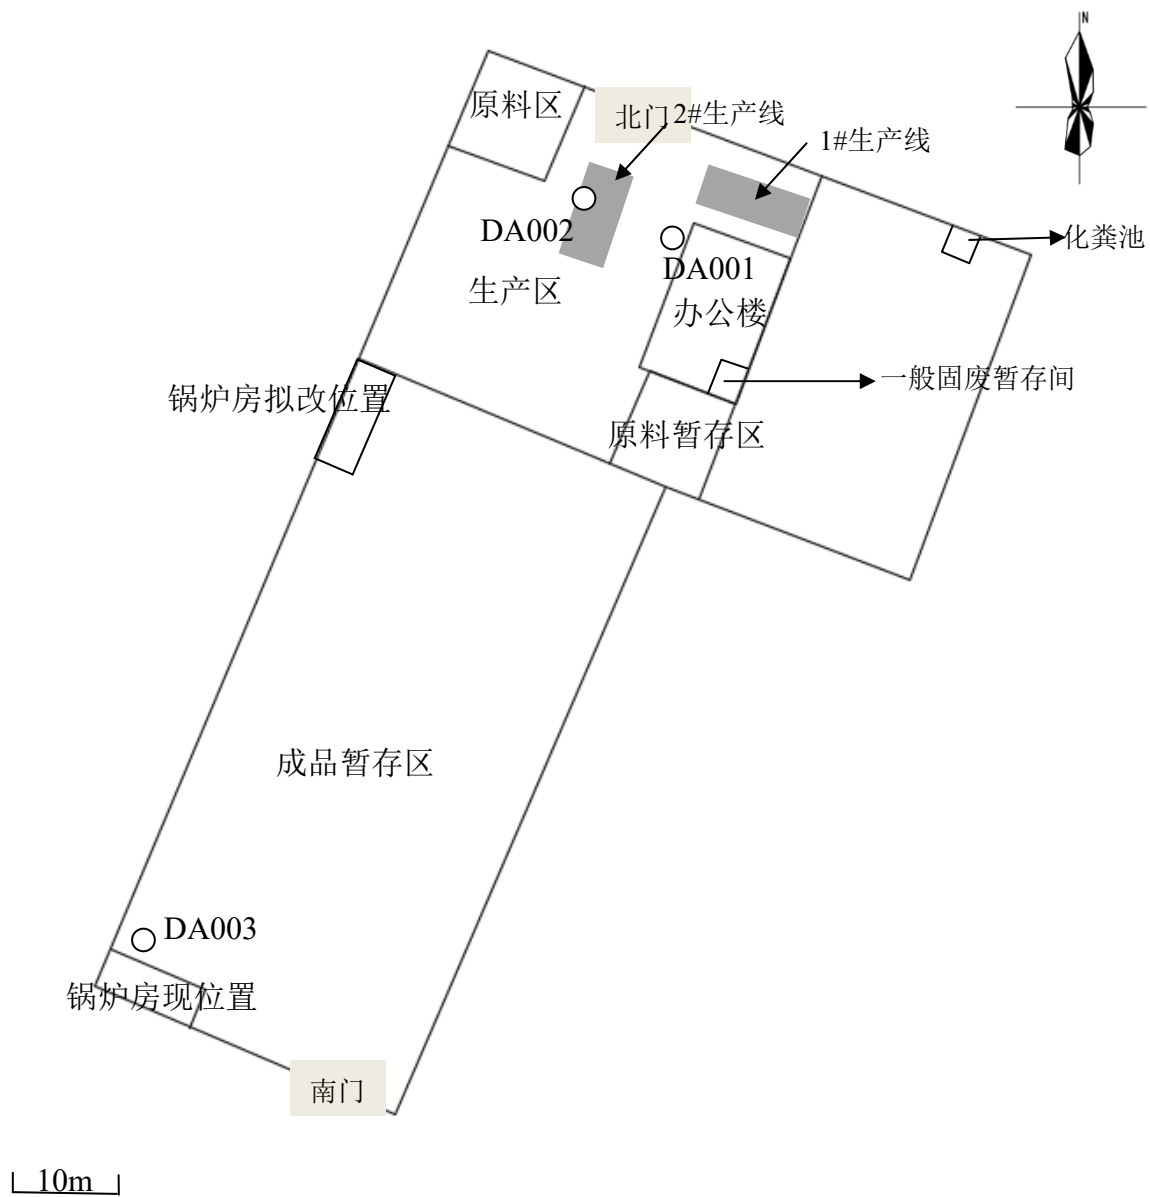 N
原料区
北门
2#生产线
1#生产线
DA002
化粪池
DA001
生产区
办公楼
锅炉房拟改位置
一般固废暂存间
原料暂存区
成品暂存区
DA003
锅炉房现位置
南门
10m